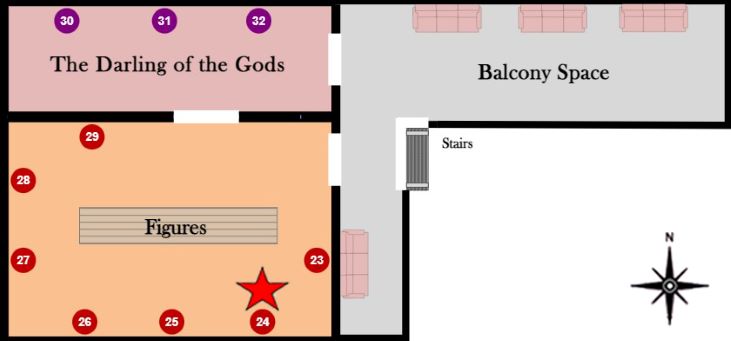 30 31 32
The Darling of the Gods
Balcony Space
29
Stairs
28
Figures
N
27 23
26 25 24